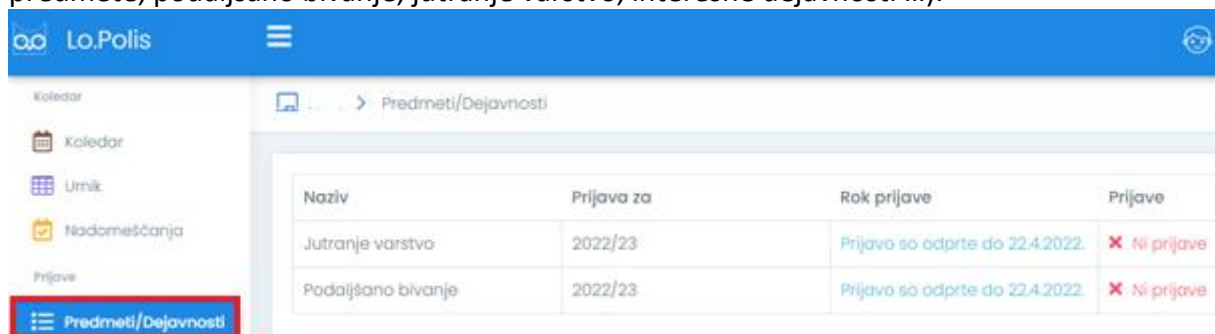 predmete, podaljšano bivanje, jutranje varstvo, interesne dejavnosti ...).
Lo.Polis
Koledar
Predmeti/Dejavnosti
Koledar
Urnik
Naziv Prijava za Rok prijave Prijave
Nadomeščanja
Jutranje varstvo 2022/23 Prijavo so odprte do 22.4.2022. Ni prijave
Prijave
Podaljšano bivanje 2022/23 Prijavo so odprte do 22.4.2022. Ni prijave
Predmeti/Dejavnosti